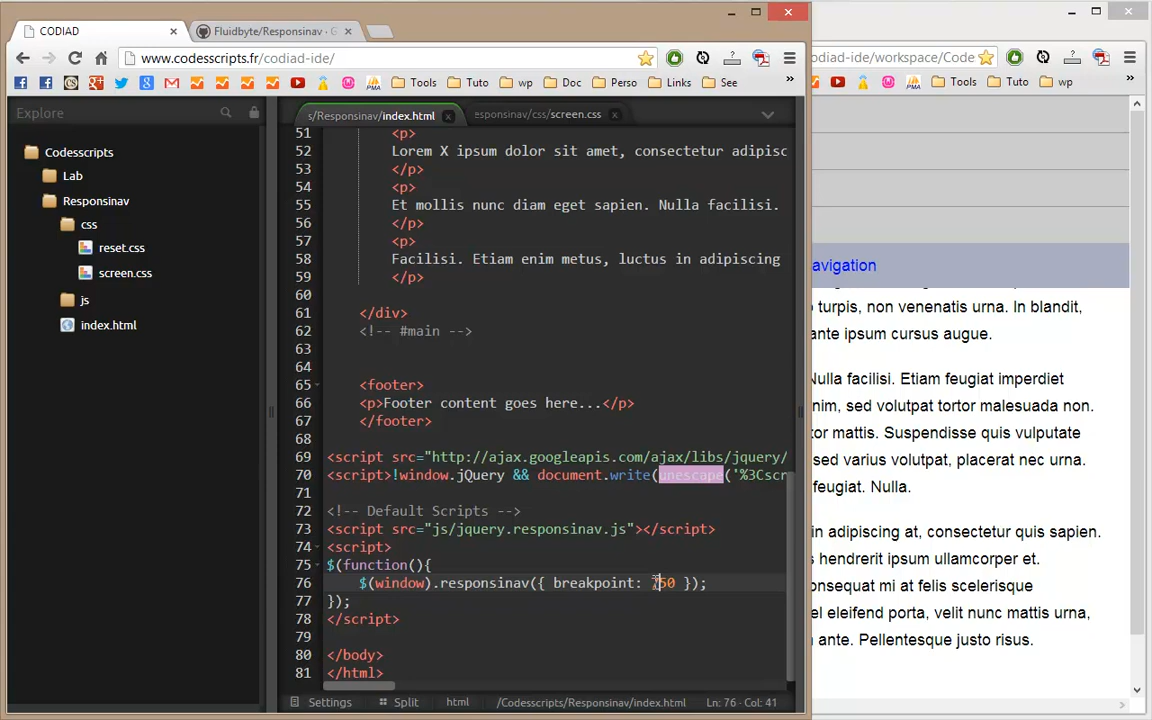 CODIAD
Fluidbyte/Responsinav · G
www.codesscripts.fr/codiad-ide/
odiad-ide/workspace/Code
Tools
Tuto
wp
Doc
Perso
Links
See
»
Tools
Tuto
wp
»
Explore
s/Responsinav/index.html
esponsinav/css/screen.css
Codesscripts
Lab
Responsinav
css
reset.css
screen.css
js
index.html
51 <p>
52 Lorem X ipsum dolor sit amet, consectetur adipisc
53 </p>
54 <p>
55 Et mollis nunc diam eget sapien. Nulla facilisi.
56 </p>
57 <p>
58 Facilisi. Etiam enim metus, luctus in adipiscing
59 </p>
60
61 </div>
62 <!-- #main -->
63
64
65 <footer>
66 <p>Footer content goes here...</p>
67 </footer>
68
69 <script src="http://ajax.googleapis.com/ajax/libs/jquery/
70 <script>!window.jQuery && document.write(unescape('%3Cscr
71
72 <!-- Default Scripts -->
73 <script src="js/jquery.responsinav.js"></script>
74 <script>
75 $(function(){
76 $(window).responsinav({ breakpoint: 50 });
77 });
78 </script>
79
80 </body>
81 </html>
Settings
Split
html
/Codesscripts/Responsinav/index.html
Ln: 76 · Col: 41
avigation
turpis, non venenatis urna. In blandit,
ante ipsum cursus augue.
Nulla facilisi. Etiam feugiat imperdiet
enim, sed volutpat tortor malesuada non.
tor mattis. Suspendisse quis vulputate
sed varius volutpat, placerat nec urna.
feugiat. Nulla.
in adipiscing at, consectetur quis sapien.
s hendrerit ipsum ullamcorper et.
onsequat mi at felis scelerisque
el eleifend porta, velit nunc mattis urna,
ante. Pellentesque justo risus.